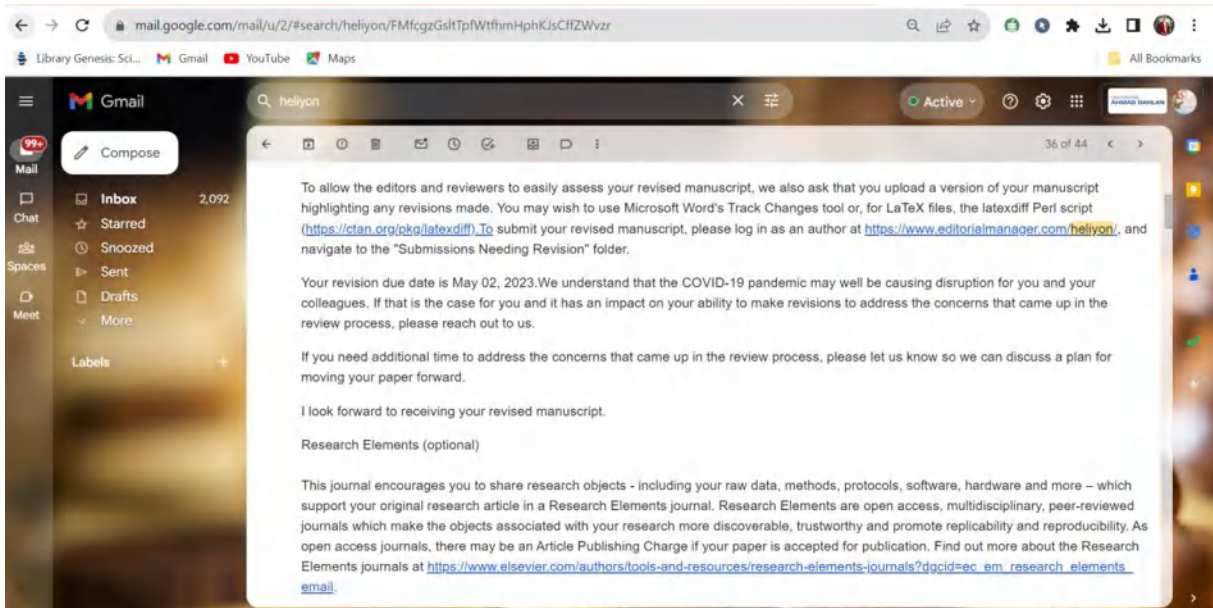 mail.google.com/mail/u/2/#search/heliyon/FMfcgzGsltTpfWtfhmHphKJsCffZWvzr
Library Genesis: Sci... Gmail YouTube Maps All Bookmarks
Gmail
heliyon
Active
AHMAD DAHLAN
99+
Mail
Compose
36 of 44
Inbox 2,092
Chat
Starred
Snoozed
Spaces
Sent
Drafts
Meet
More
Labels
To allow the editors and reviewers to easily assess your revised manuscript, we also ask that you upload a version of your manuscript
highlighting any revisions made. You may wish to use Microsoft Word's Track Changes tool or, for LaTeX files, the latexdiff Perl script
(https://ctan.org/pkg/latexdiff).To submit your revised manuscript, please log in as an author at https://www.editorialmanager.com/heliyon/, and
navigate to the "Submissions Needing Revision" folder.
Your revision due date is May 02, 2023.We understand that the COVID-19 pandemic may well be causing disruption for you and your
colleagues. If that is the case for you and it has an impact on your ability to make revisions to address the concerns that came up in the
review process, please reach out to us.
If you need additional time to address the concerns that came up in the review process, please let us know so we can discuss a plan for
moving your paper forward.
I look forward to receiving your revised manuscript.
Research Elements (optional)
This journal encourages you to share research objects - including your raw data, methods, protocols, software, hardware and more – which
support your original research article in a Research Elements journal. Research Elements are open access, multidisciplinary, peer-reviewed
journals which make the objects associated with your research more discoverable, trustworthy and promote replicability and reproducibility. As
open access journals, there may be an Article Publishing Charge if your paper is accepted for publication. Find out more about the Research
Elements journals at https://www.elsevier.com/authors/tools-and-resources/research-elements-journals?dgcid=ec_em_research_elements_
email.